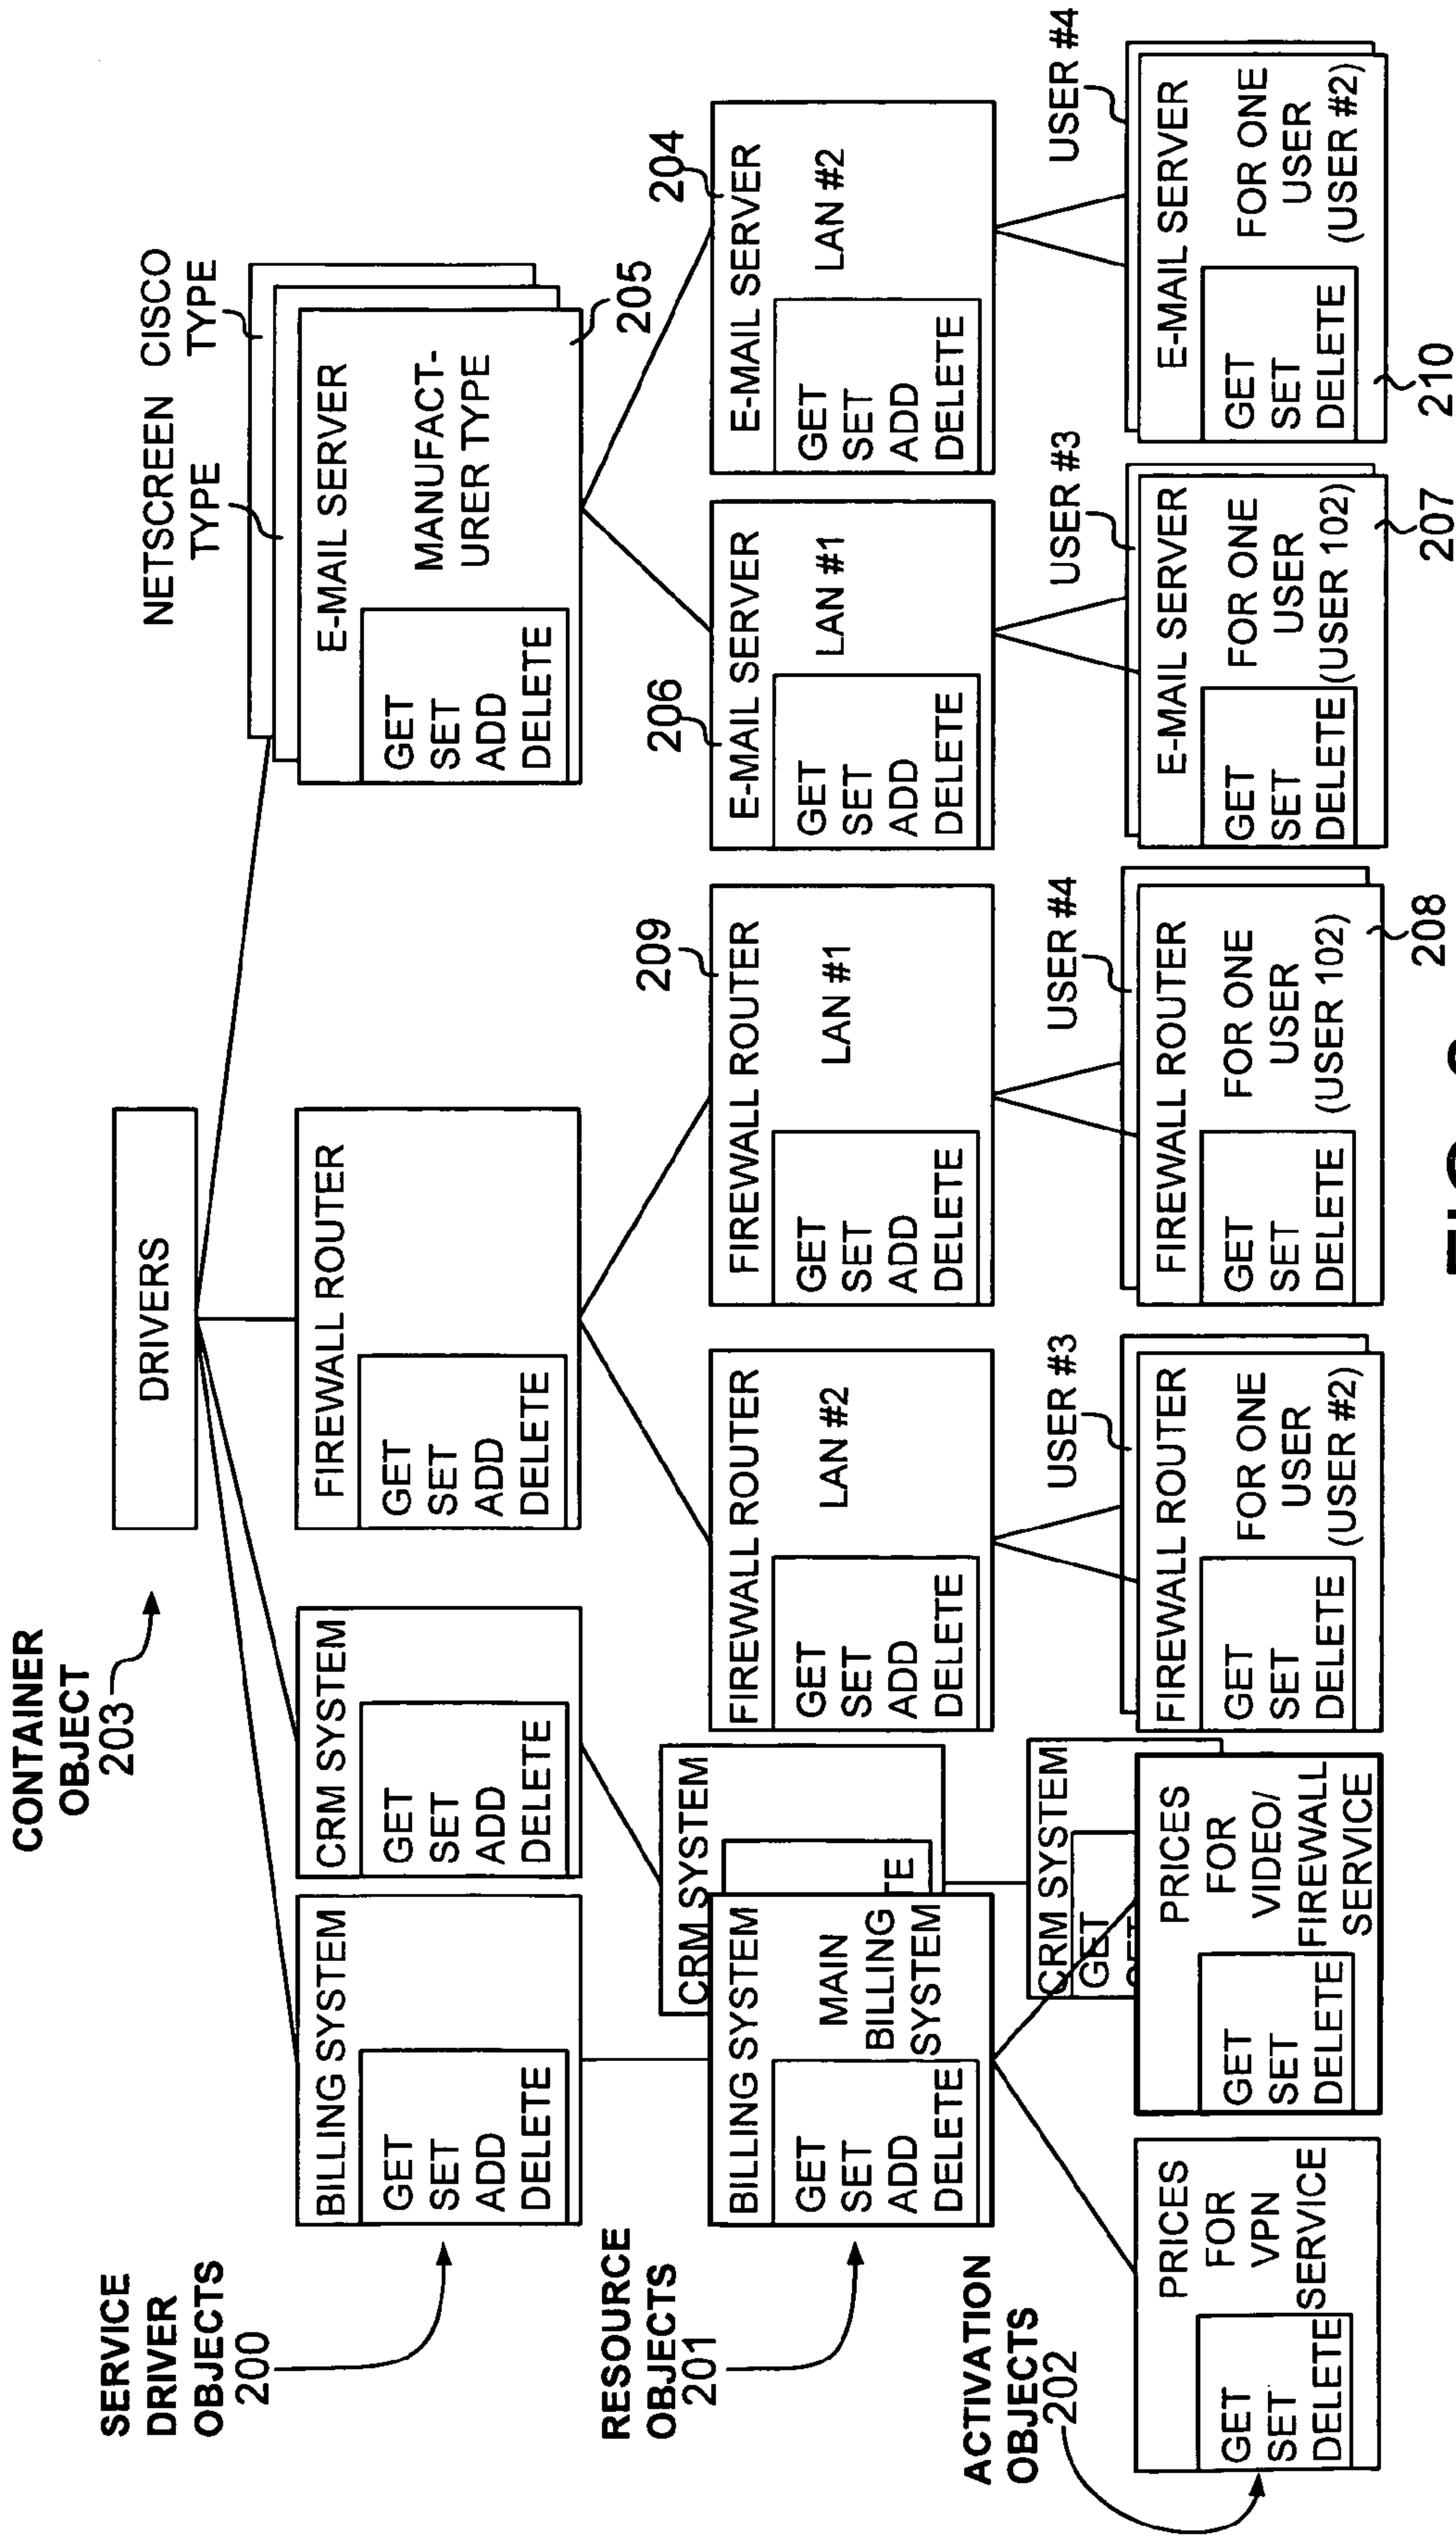 CONTAINER
OBJECT
203
DRIVERS
SERVICE
DRIVER
OBJECTS
200
BILLING SYSTEM
GET
SET
ADD
DELETE
CRM SYSTEM
GET
SET
ADD
DELETE
FIREWALL ROUTER
GET
SET
ADD
DELETE
NETSCREEN
TYPE
CISCO
TYPE
E-MAIL SERVER
MANUFACT-
URER TYPE
GET
SET
ADD
DELETE
205
RESOURCE
OBJECTS
201
BILLING SYSTEM
MAIN
BILLING
SYSTEM
GET
SET
ADD
DELETE
CRM SYSTEM
TE
FIREWALL ROUTER
LAN #2
GET
SET
ADD
DELETE
209
FIREWALL ROUTER
LAN #1
GET
SET
ADD
DELETE
206
E-MAIL SERVER
LAN #1
GET
SET
ADD
DELETE
204
E-MAIL SERVER
LAN #2
GET
SET
ADD
DELETE
ACTIVATION
OBJECTS
202
PRICES
FOR
VPN
SERVICE
GET
SET
DELETE
CRM SYSTEM
GET
PRICES
FOR
VIDEO/
FIREWALL
SERVICE
GET
SET
DELETE
USER #3
FIREWALL ROUTER
FOR ONE
USER
(USER #2)
GET
SET
DELETE
USER #4
FIREWALL ROUTER
FOR ONE
USER
(USER 102)
GET
SET
DELETE
208
USER #3
E-MAIL SERVER
FOR ONE
USER
(USER 102)
GET
SET
DELETE
207
USER #4
E-MAIL SERVER
FOR ONE
USER
(USER #2)
GET
SET
DELETE
210